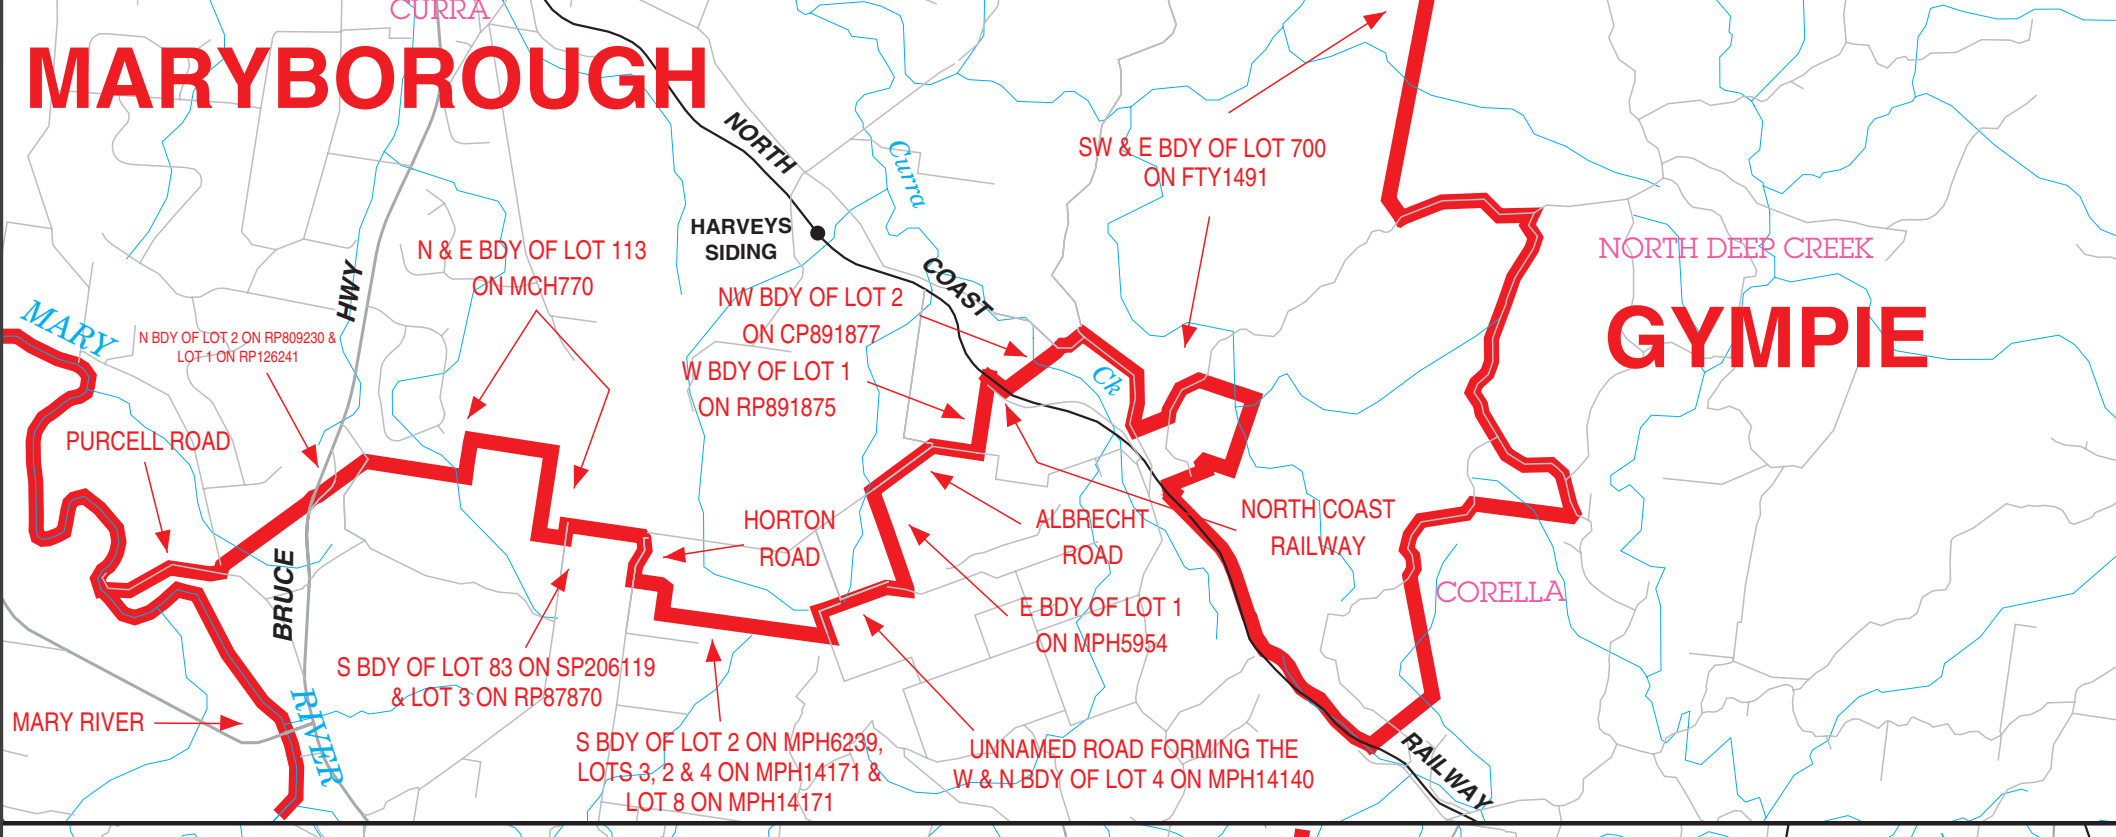 CURRA
MARYBOROUGH
NORTH
Curra
SW & E BDY OF LOT 700
ON FTY1491
HARVEYS
SIDING
N & E BDY OF LOT 113
ON MCH770
HWY
COAST
NORTH DEEP CREEK
GYMPIE
MARY
N BDY OF LOT 2 ON RP809230 &
LOT 1 ON RP126241
NW BDY OF LOT 2
ON CP891877
W BDY OF LOT 1
ON RP891875
Ck
PURCELL ROAD
HORTON
ROAD
ALBRECHT
ROAD
NORTH COAST
RAILWAY
BRUCE
CORELLA
E BDY OF LOT 1
ON MPH5954
S BDY OF LOT 83 ON SP206119
& LOT 3 ON RP87870
MARY RIVER
RIVER
S BDY OF LOT 2 ON MPH6239,
LOTS 3, 2 & 4 ON MPH14171 &
LOT 8 ON MPH14171
UNNAMED ROAD FORMING THE
W & N BDY OF LOT 4 ON MPH14140
RAILWAY